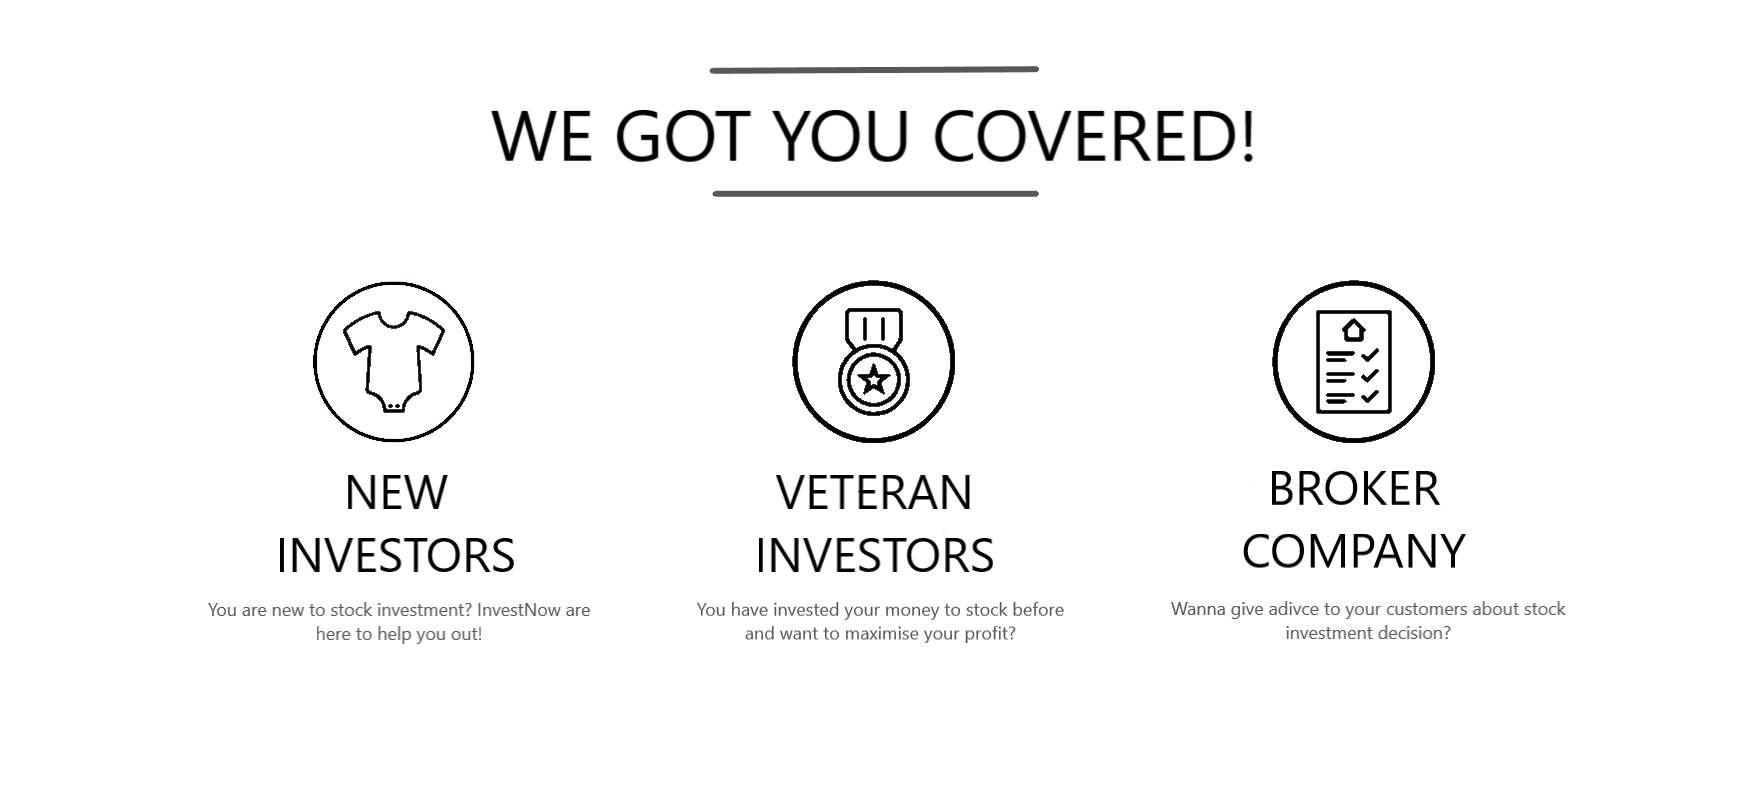 WE GOT YOU COVERED!
NEW
INVESTORS
You are new to stock investment? InvestNow are
here to help you out!
VETERAN
INVESTORS
You have invested your money to stock before
and want to maximise your profit?
BROKER
COMPANY
Wanna give adivce to your customers about stock
investment decision?